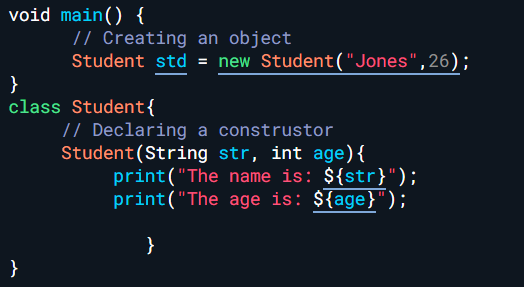 void main() {
// Creating an object
Student std = new Student("Jones",26);
}
class Student{
// Declaring a construstor
Student(String str, int age){
print("The name is: ${str}");
print("The age is: ${age}");
}
}